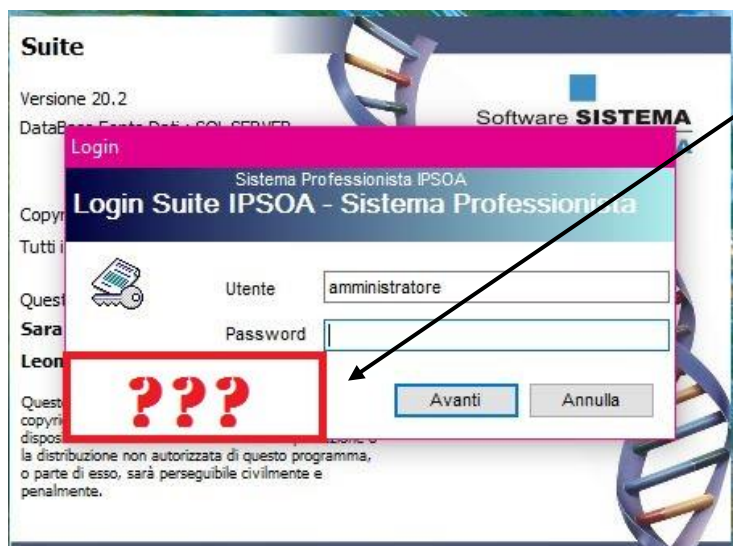 Suite
Versione 20.2
Software SISTEMA
Login
Sistema Professionista IPSOA
Login Suite IPSOA - Sistema Professionista
Copyr
Tutti i
Utente amministratore
Quest
Password
Sara
Leon
???
Avanti Annulla
Quest
copyri
dispos
la distribuzione non autorizzata di questo programma,
o parte di esso, sarà perseguibile civilmente e
penalmente.